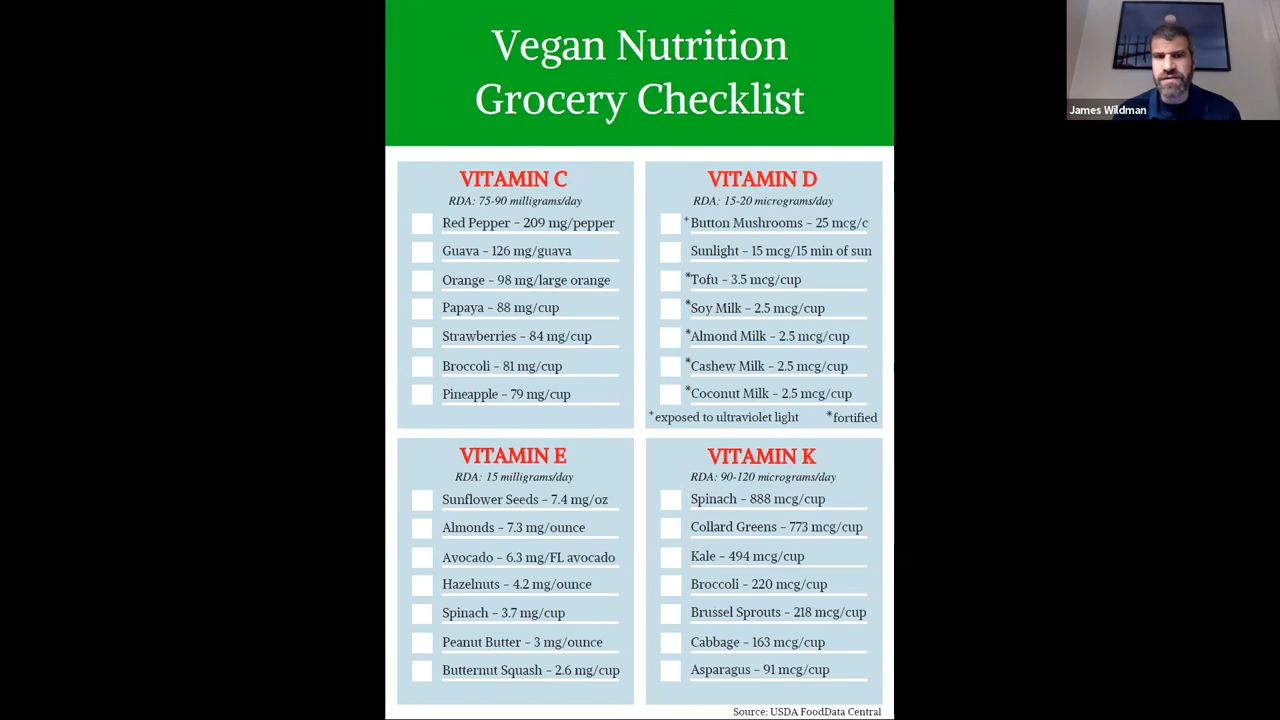 Vegan Nutrition
Grocery Checklist
James Wildman
VITAMIN C
RDA: 75-90 milligrams/day
Red Pepper - 209 mg/pepper
Guava - 126 mg/guava
Orange - 98 mg/large orange
Papaya - 88 mg/cup
Strawberries - 84 mg/cup
Broccoli - 81 mg/cup
Pineapple - 79 mg/cup
VITAMIN D
RDA: 15-20 micrograms/day
+Button Mushrooms - 25 mcg/c
Sunlight - 15 mcg/15 min of sun
*Tofu - 3.5 mcg/cup
*Soy Milk - 2.5 mcg/cup
*Almond Milk - 2.5 mcg/cup
*Cashew Milk - 2.5 mcg/cup
*Coconut Milk - 2.5 mcg/cup
+exposed to ultraviolet light *fortified
VITAMIN E
RDA: 15 milligrams/day
Sunflower Seeds - 7.4 mg/oz
Almonds - 7.3 mg/ounce
Avocado - 6.3 mg/FL avocado
Hazelnuts - 4.2 mg/ounce
Spinach - 3.7 mg/cup
Peanut Butter - 3 mg/ounce
Butternut Squash - 2.6 mg/cup
VITAMIN K
RDA: 90-120 micrograms/day
Spinach - 888 mcg/cup
Collard Greens - 773 mcg/cup
Kale - 494 mcg/cup
Broccoli - 220 mcg/cup
Brussel Sprouts - 218 mcg/cup
Cabbage - 163 mcg/cup
Asparagus - 91 mcg/cup
Source: USDA FoodData Central